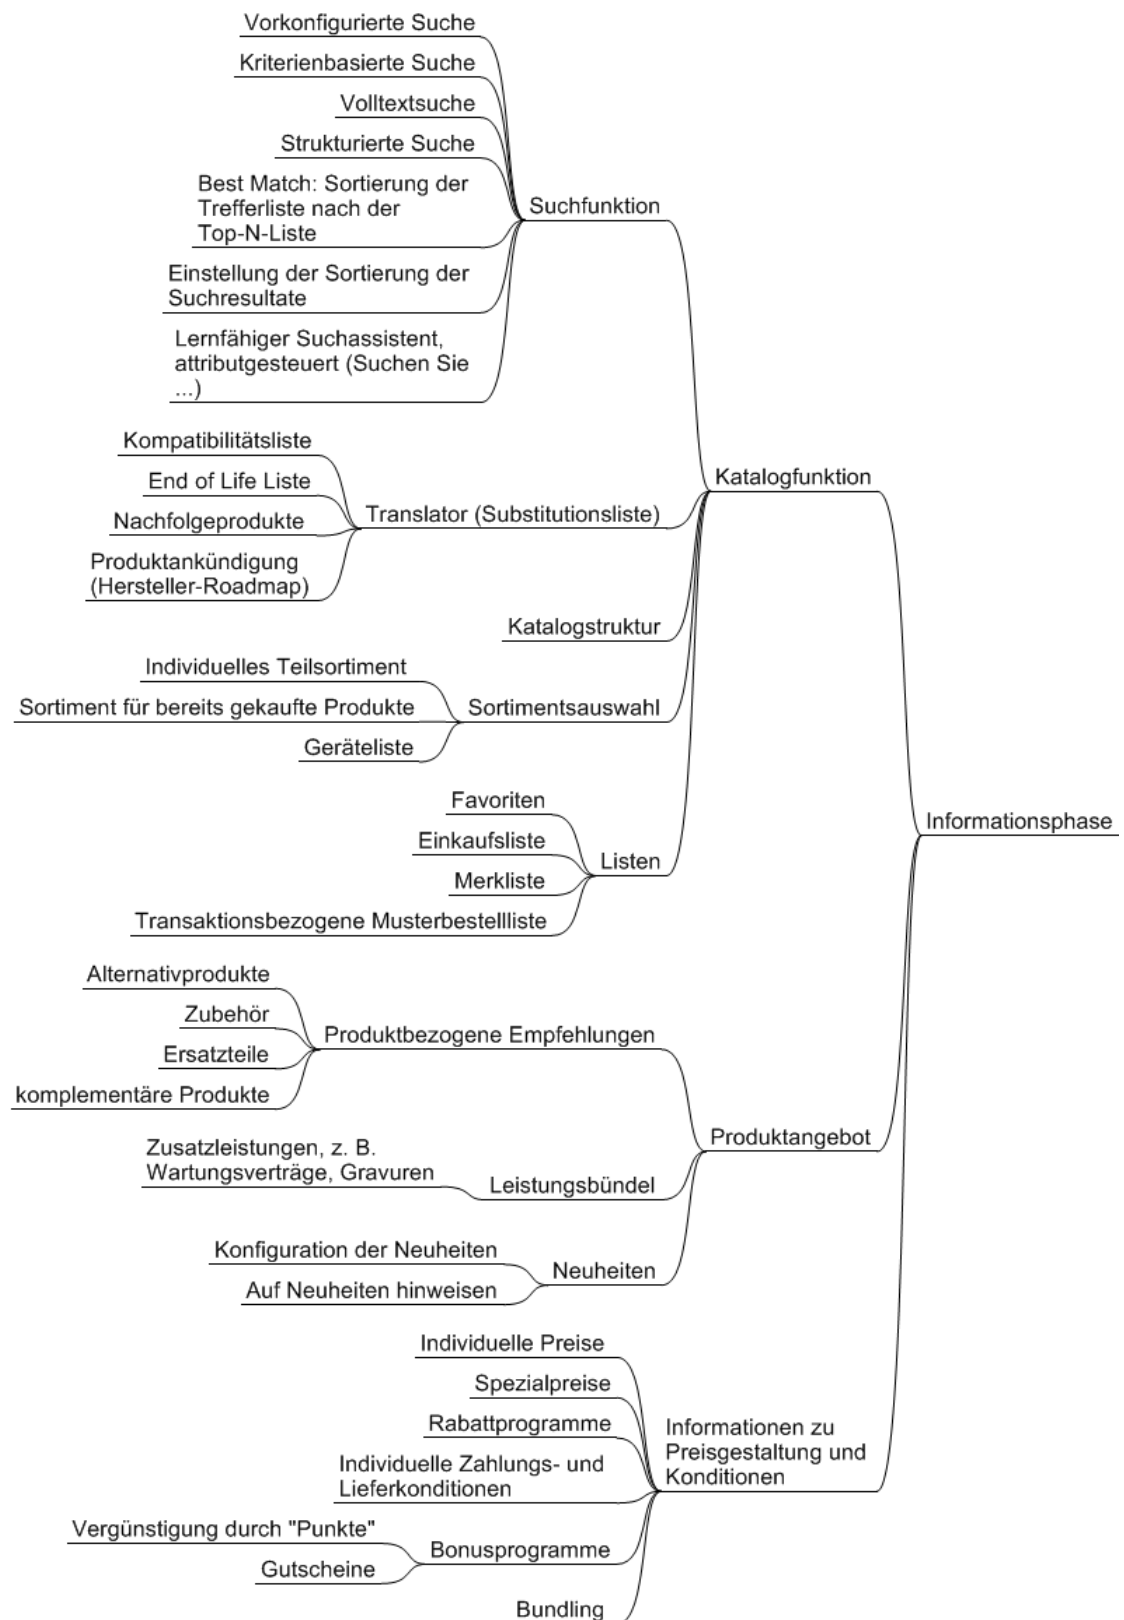 Vorkonfigurierte Suche
Kriterienbasierte Suche
Volltextsuche
Strukturierte Suche
Best Match: Sortierung der
Trefferliste nach der
Top-N-Liste
Einstellung der Sortierung der
Suchresultate
Lernfähiger Suchassistent,
attributgesteuert (Suchen Sie
...)
Suchfunktion
Kompatibilitätsliste
End of Life Liste
Nachfolgeprodukte
Produktankündigung
(Hersteller-Roadmap)
Translator (Substitutionsliste)
Katalogstruktur
Individuelles Teilsortiment
Sortiment für bereits gekaufte Produkte
Geräteliste
Sortimentsauswahl
Favoriten
Einkaufsliste
Merkliste
Transaktionsbezogene Musterbestellliste
Listen
Katalogfunktion
Alternativprodukte
Zubehör
Ersatzteile
komplementäre Produkte
Produktbezogene Empfehlungen
Zusatzleistungen, z. B.
Wartungsverträge, Gravuren
Leistungsbündel
Konfiguration der Neuheiten
Auf Neuheiten hinweisen
Neuheiten
Produktangebot
Individuelle Preise
Spezialpreise
Rabattprogramme
Individuelle Zahlungs- und
Lieferkonditionen
Vergünstigung durch "Punkte"
Gutscheine
Bonusprogramme
Bundling
Informationen zu
Preisgestaltung und
Konditionen
Informationsphase